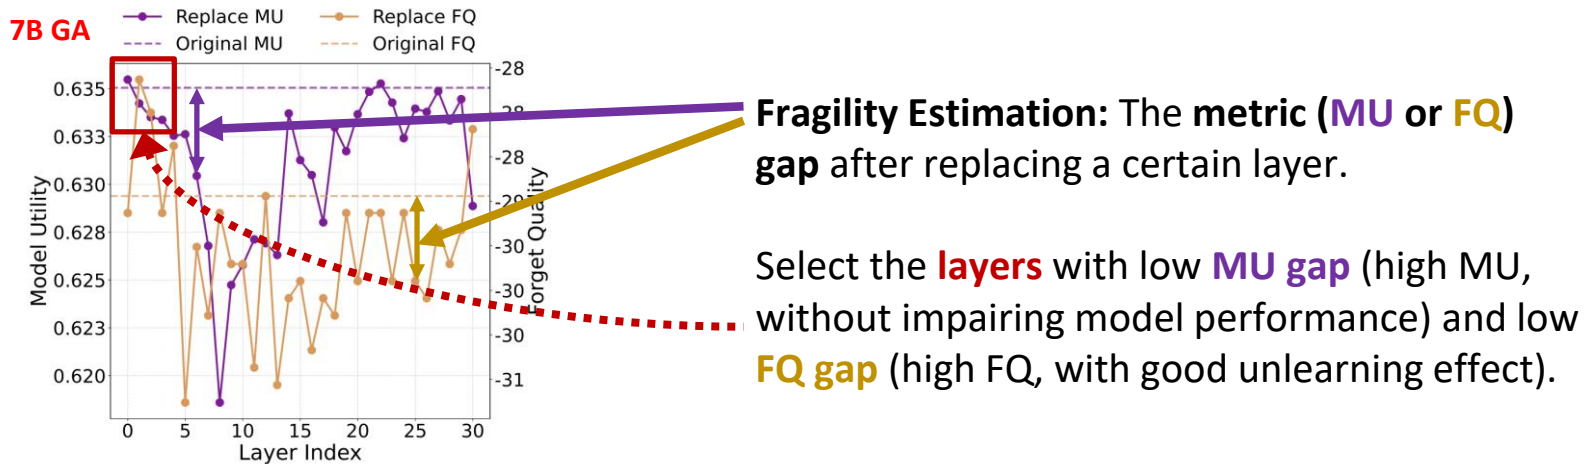 7B GA
Replace MU
Replace FQ
Original MU
Original FQ
Model Utility
0.635
0.633
0.630
0.628
0.625
0.623
0.620
-28
-28
-28
-29
-30
-30
-30
-31
Forget Quality
0
5
10
15
20
25
30
Layer Index
Fragility Estimation: The metric (MU or FQ)
gap after replacing a certain layer.
Select the layers with low MU gap (high MU,
without impairing model performance) and low
FQ gap (high FQ, with good unlearning effect).